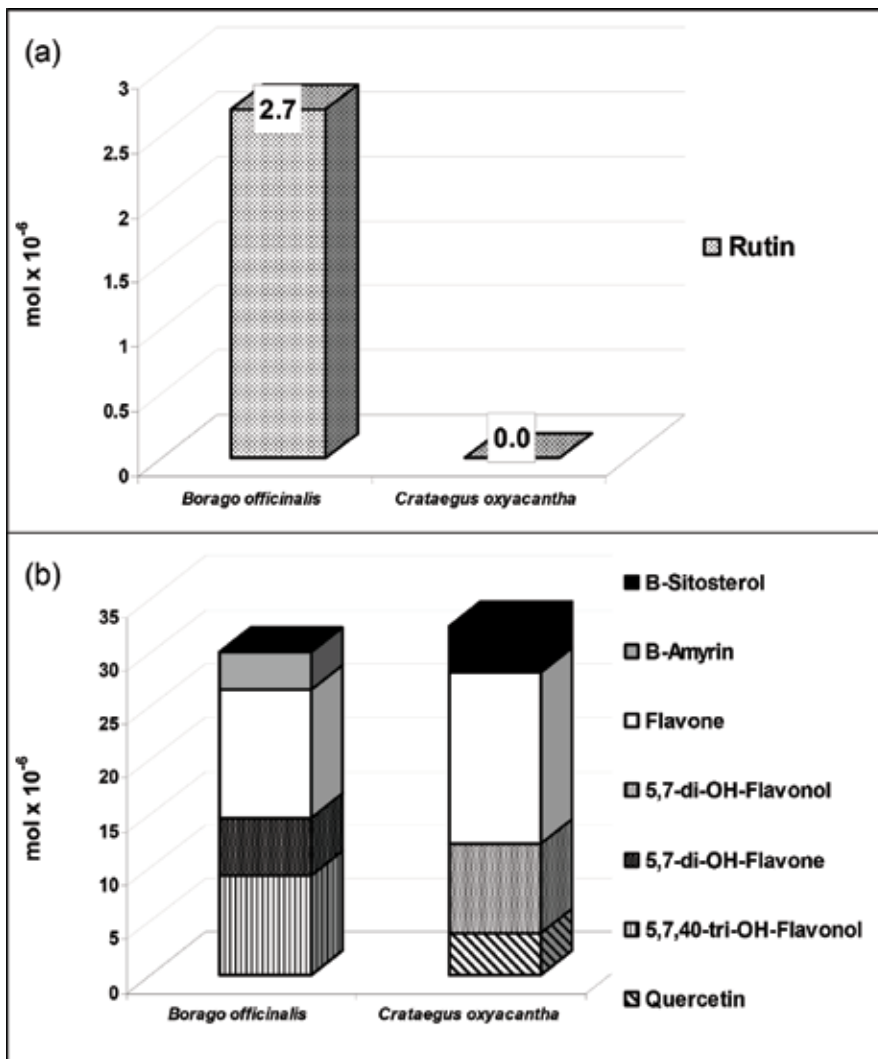 (a)
3
2.5
2
1.5
1
0.5
0
mol x 10⁻⁶
2.7
0.0
Borago officinalis
Crataegus oxyacantha
Rutin
(b)
35
30
25
20
15
10
5
0
mol x 10⁻⁶
Borago officinalis
Crataegus oxyacantha
B-Sitosterol
B-Amyrin
Flavone
5,7-di-OH-Flavonol
5,7-di-OH-Flavone
5,7,40-tri-OH-Flavonol
Quercetin